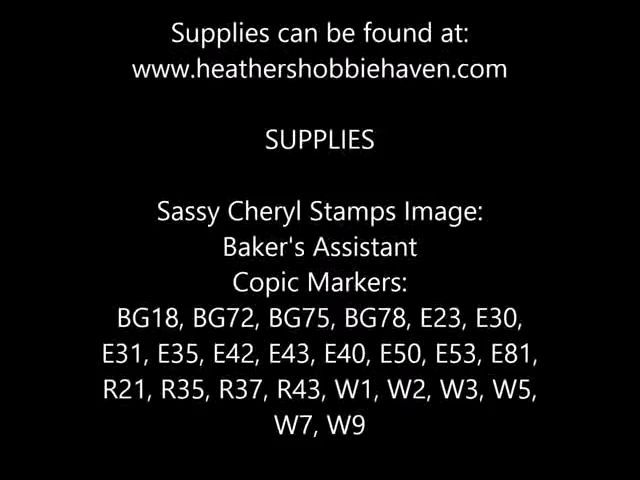 Supplies can be found at:
www.heathershobbiehaven.com
SUPPLIES
Sassy Cheryl Stamps Image:
Baker's Assistant
Copic Markers:
BG18, BG72, BG75, BG78, E23, E30,
E31, E35, E42, E43, E40, E50, E53, E81,
R21, R35, R37, R43, W1, W2, W3, W5,
W7, W9